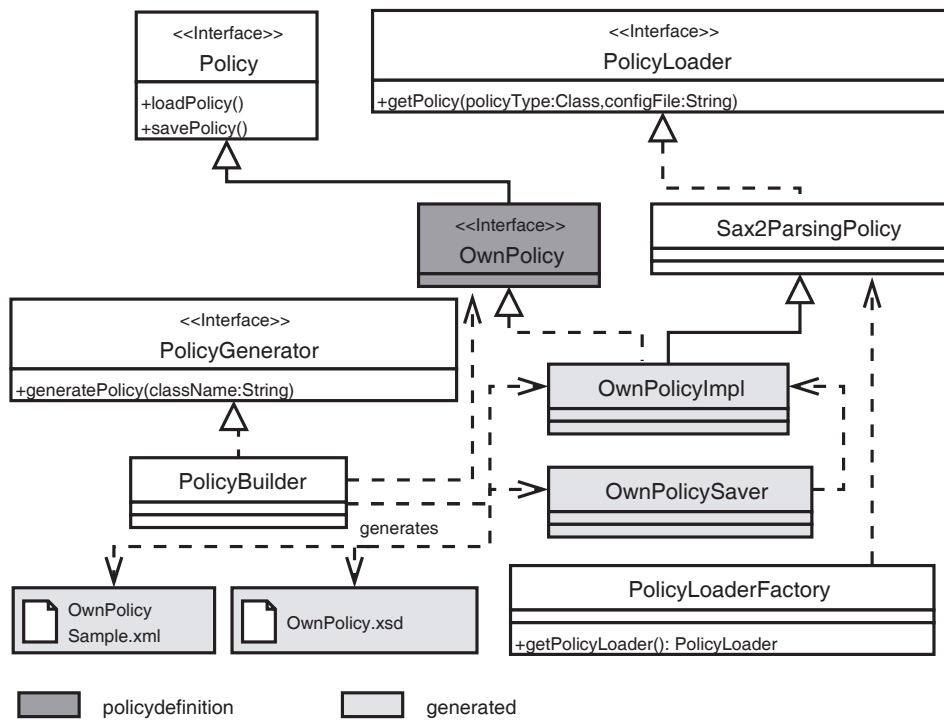 <<Interface>>
Policy
+loadPolicy()
+savePolicy()
<<Interface>>
PolicyLoader
+getPolicy(policyType:Class,configFile:String)
<<Interface>>
OwnPolicy
Sax2ParsingPolicy
<<Interface>>
PolicyGenerator
+generatePolicy(className:String)
OwnPolicyImpl
PolicyBuilder
OwnPolicySaver
generates
OwnPolicy
Sample.xml
OwnPolicy.xsd
PolicyLoaderFactory
+getPolicyLoader(): PolicyLoader
policydefinition
generated